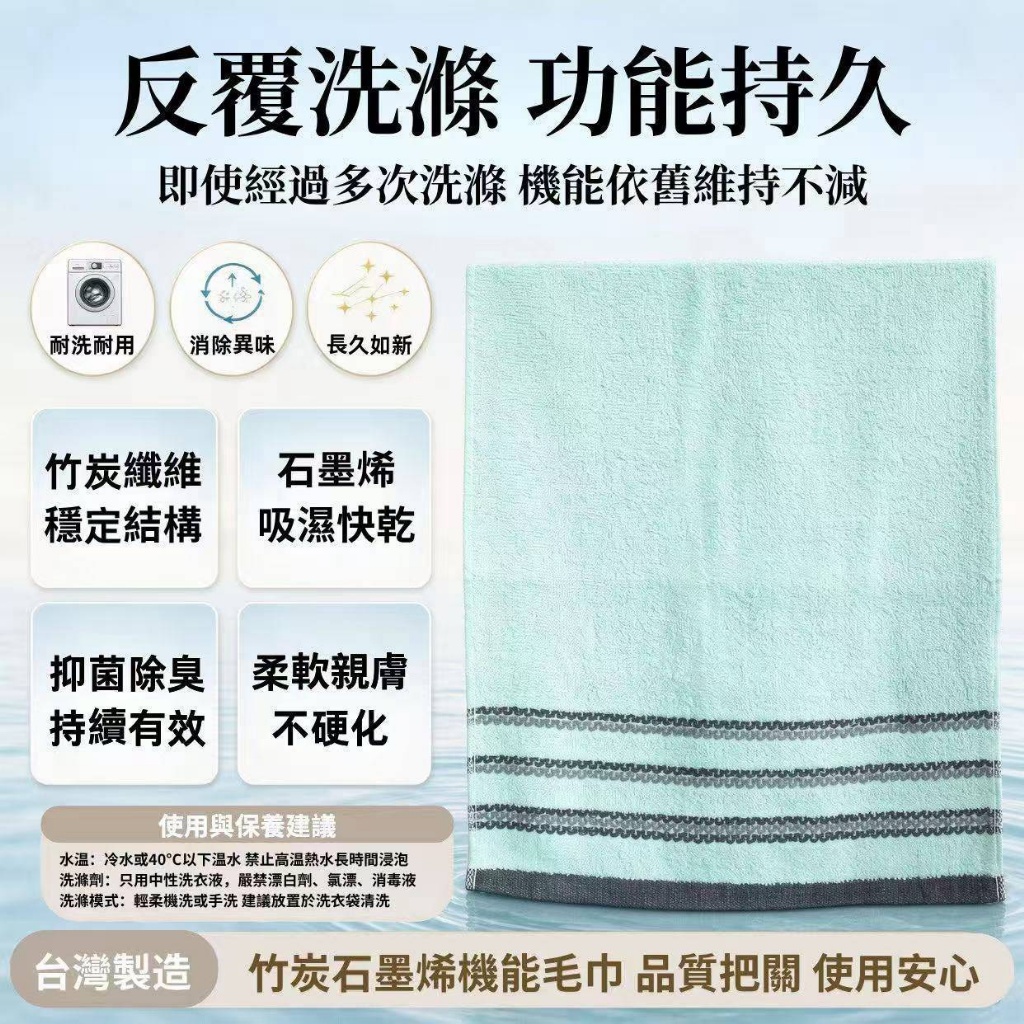 反覆洗滌 功能持久
即使經過多次洗滌 機能依舊維持不減
耐洗耐用
消除異味
長久如新
竹炭纖維
穩定結構
石墨烯
吸濕快乾
抑菌除臭
持續有效
柔軟親膚
不硬化
使用與保養建議
水溫：冷水或40°C以下溫水 禁止高溫熱水長時間浸泡
洗滌劑：只用中性洗衣液，嚴禁漂白劑、氯漂、消毒液
洗滌模式：輕柔機洗或手洗 建議放置於洗衣袋清洗
台灣製造
竹炭石墨烯機能毛巾 品質把關 使用安心